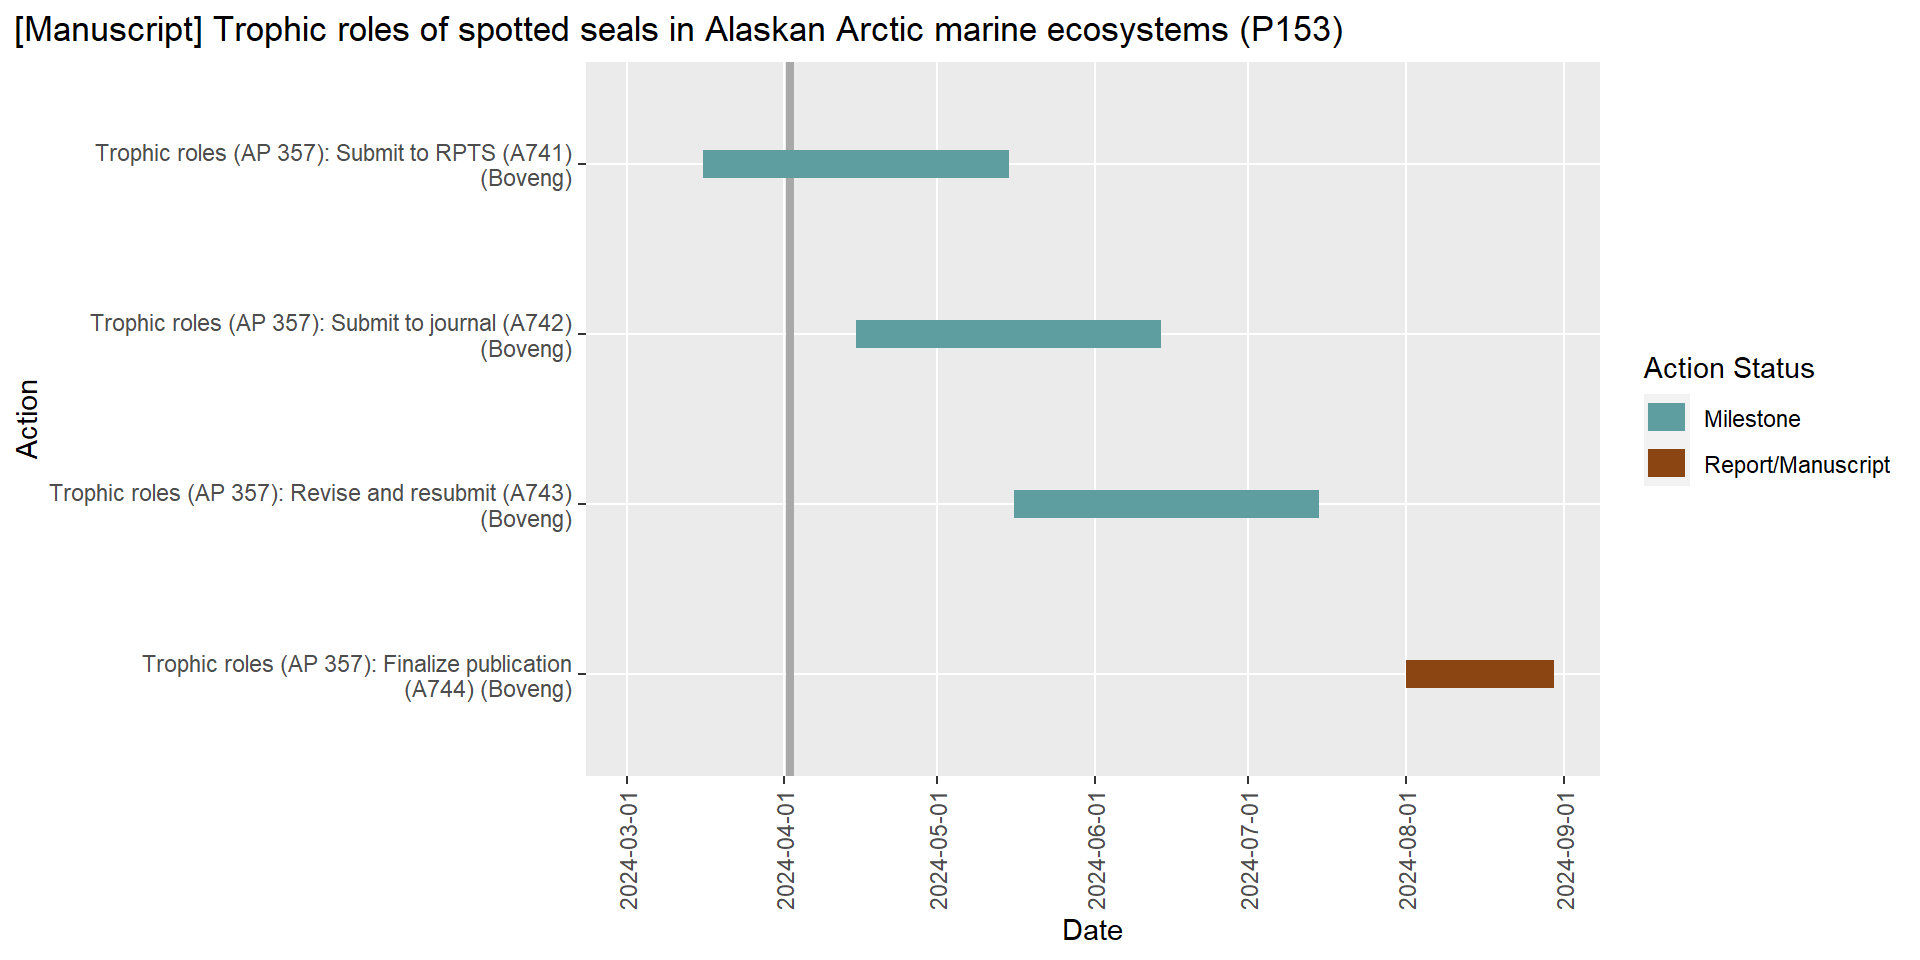 [Manuscript] Trophic roles of spotted seals in Alaskan Arctic marine ecosystems (P153)
Trophic roles (AP 357): Submit to RPTS (A741)
(Boveng)
Trophic roles (AP 357): Submit to journal (A742)
(Boveng)
Trophic roles (AP 357): Revise and resubmit (A743)
(Boveng)
Trophic roles (AP 357): Finalize publication
(A744) (Boveng)
Action
2024-03-01
2024-04-01
2024-05-01
2024-06-01
2024-07-01
2024-08-01
2024-09-01
Date
Action Status
Milestone
Report/Manuscript